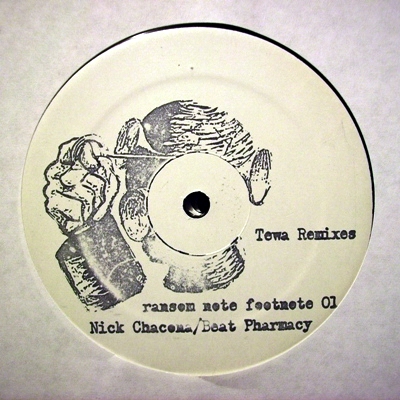 Tewa Remixes
ransom note footnote 01
Nick Chacona/Beat Pharmacy